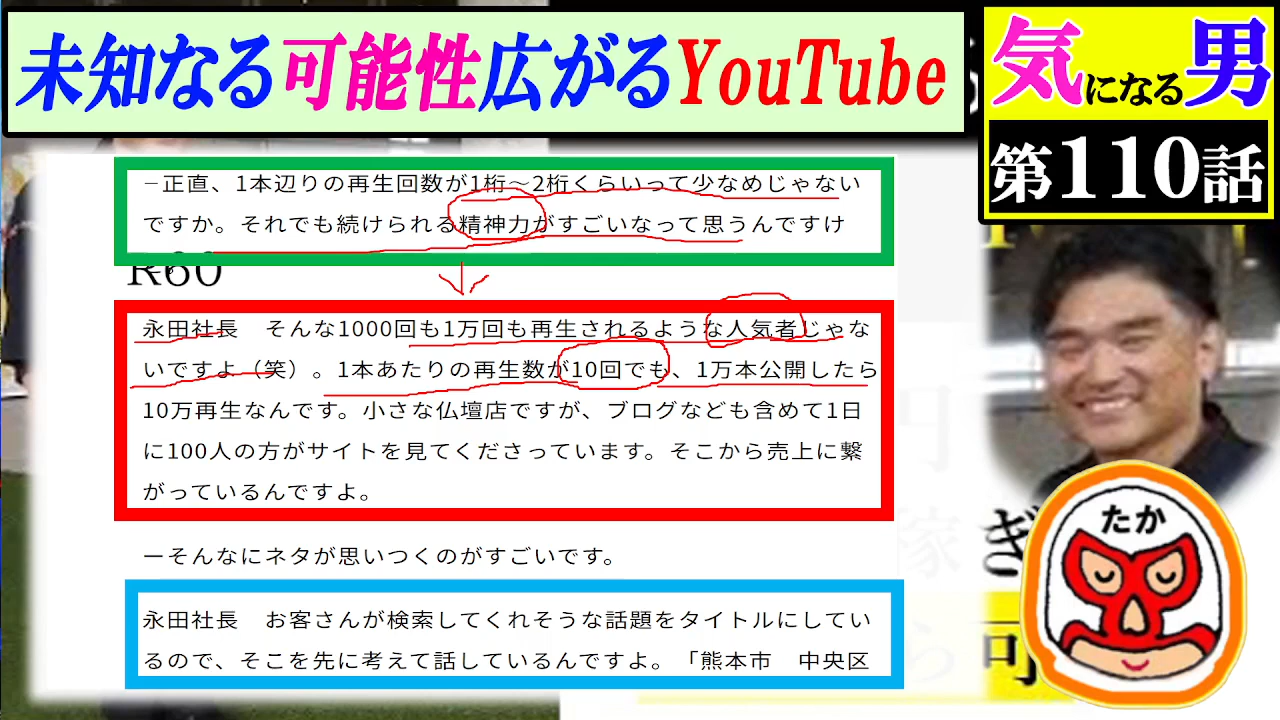 未知なる可能性広がるYouTube
気になる男
第110話
−正直、1本辺りの再生回数が1桁～2桁くらいって少なめじゃない
ですか。それでも続けられる精神力がすごいなって思うんですけ
R60
永田社長　そんな1000回も1万回も再生されるような人気者じゃな
いですよ（笑）。1本あたりの再生数が10回でも、1万本公開したら
10万再生なんです。小さな仏壇店ですが、ブログなども含めて1日
に100人の方がサイトを見てくださっています。そこから売上に繋
がっているんですよ。
ーそんなにネタが思いつくのがすごいです。
永田社長　お客さんが検索してくれそうな話題をタイトルにしてい
るので、そこを先に考えて話しているんですよ。「熊本市　中央区
円
稼ぎ
ら可
たか